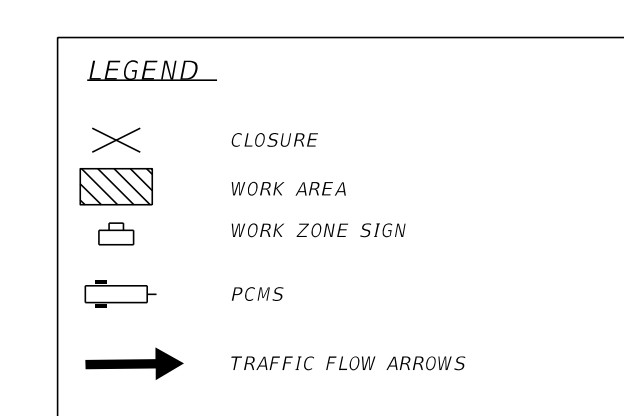 LEGEND
CLOSURE
WORK AREA
WORK ZONE SIGN
PCMS
TRAFFIC FLOW ARROWS